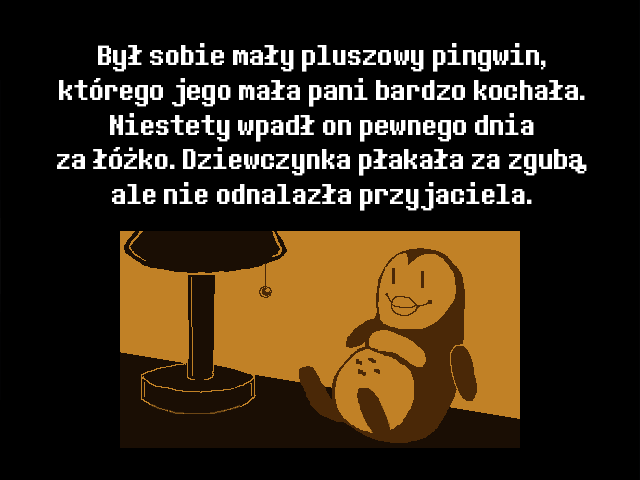 Był sobie mały pluszowy pingwin,
którego jego mała pani bardzo kochała.
Niestety wpadł on pewnego dnia
za łóżko. Dziewczynka płakała za zgubą,
ale nie odnalazła przyjaciela.